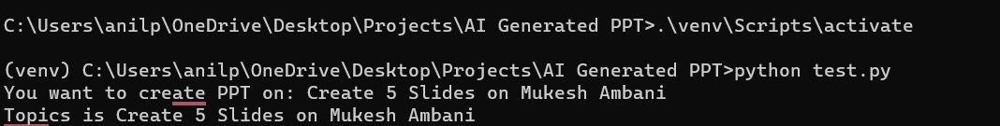 C:\Users\anilp\OneDrive\Desktop\Projects\AI Generated PPT>.\venv\Scripts\activate
(venv) C:\Users\anilp\OneDrive\Desktop\Projects\AI Generated PPT>python test.py
You want to create PPT on: Create 5 Slides on Mukesh Ambani
Topics is Create 5 Slides on Mukesh Ambani